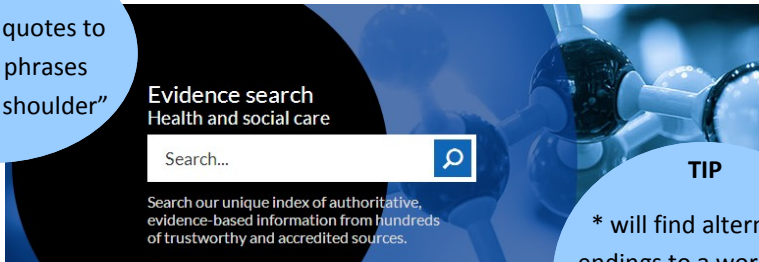 quotes to
phrases
shoulder”
Evidence search
Health and social care
Search...
Search our unique index of authoritative,
evidence-based information from hundreds
of trustworthy and accredited sources.
TIP
* will find altern
endings to a wor